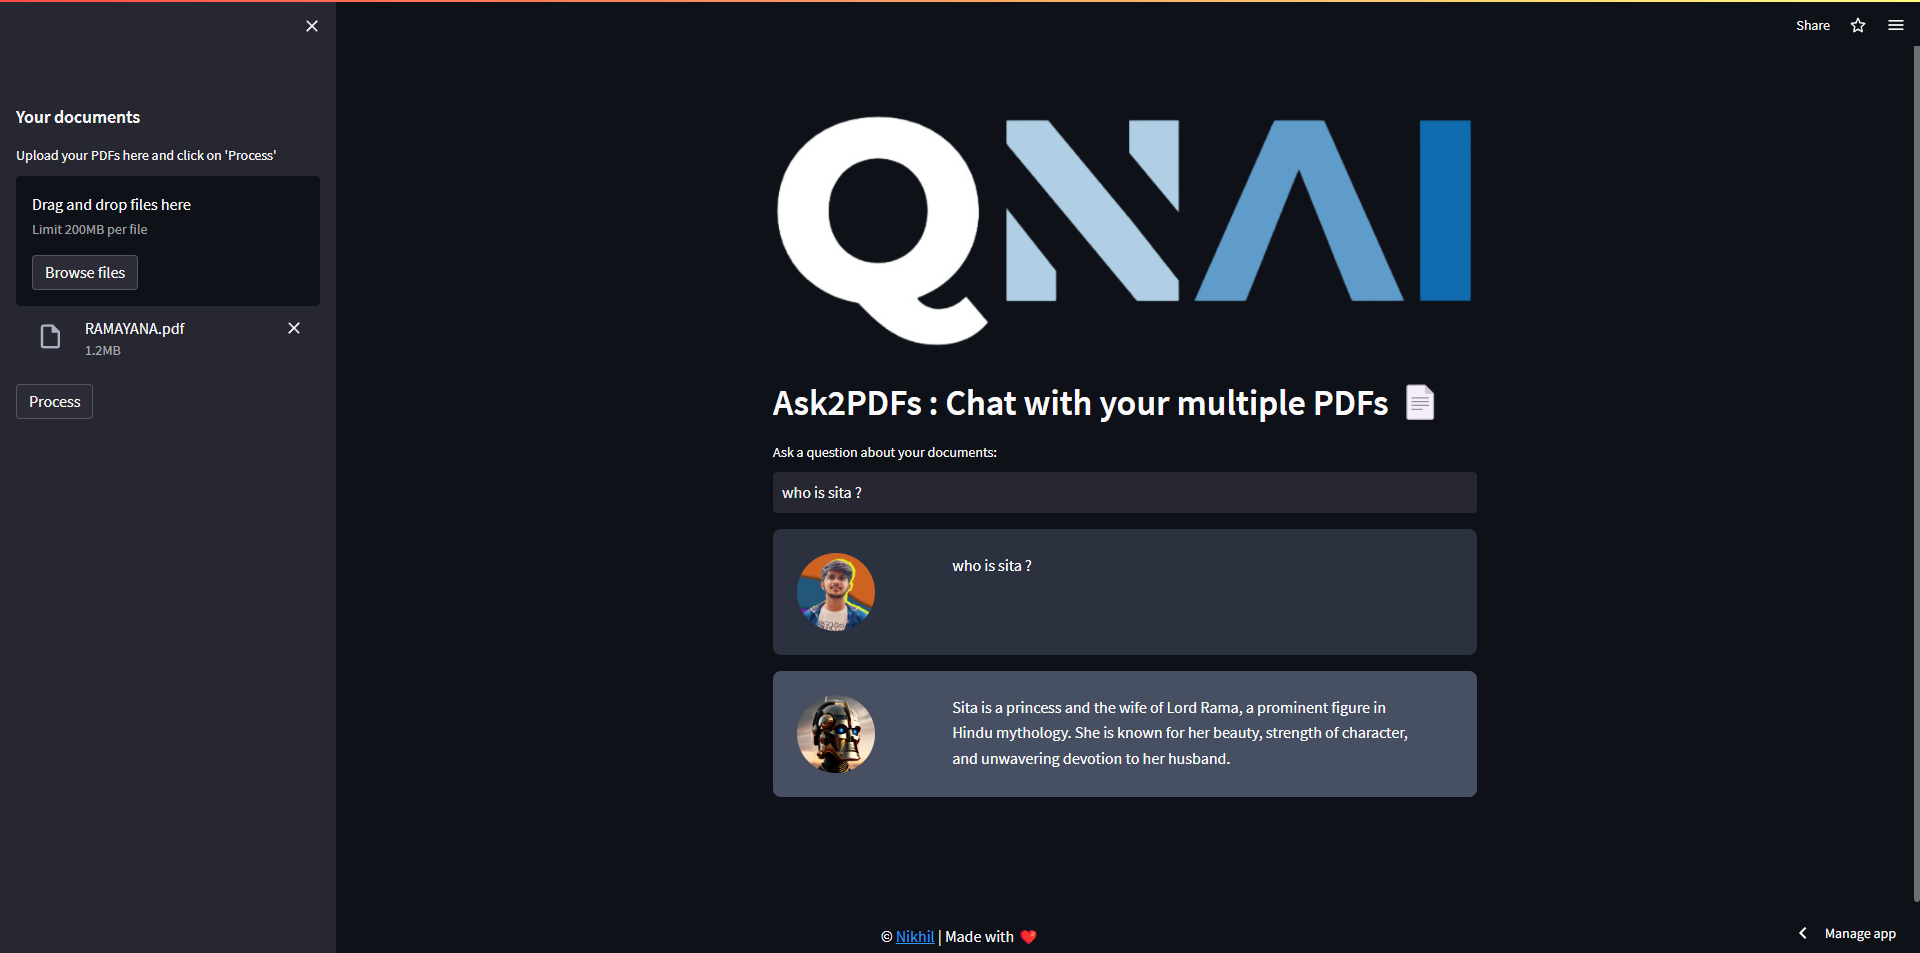 Share
Your documents
Upload your PDFs here and click on 'Process'
Drag and drop files here
Limit 200MB per file
Browse files
RAMAYANA.pdf
1.2MB
Process
QNAI
Ask2PDFs : Chat with your multiple PDFs
Ask a question about your documents:
who is sita ?
who is sita ?
Sita is a princess and the wife of Lord Rama, a prominent figure in
Hindu mythology. She is known for her beauty, strength of character,
and unwavering devotion to her husband.
© Nikhil | Made with ❤️
Manage app